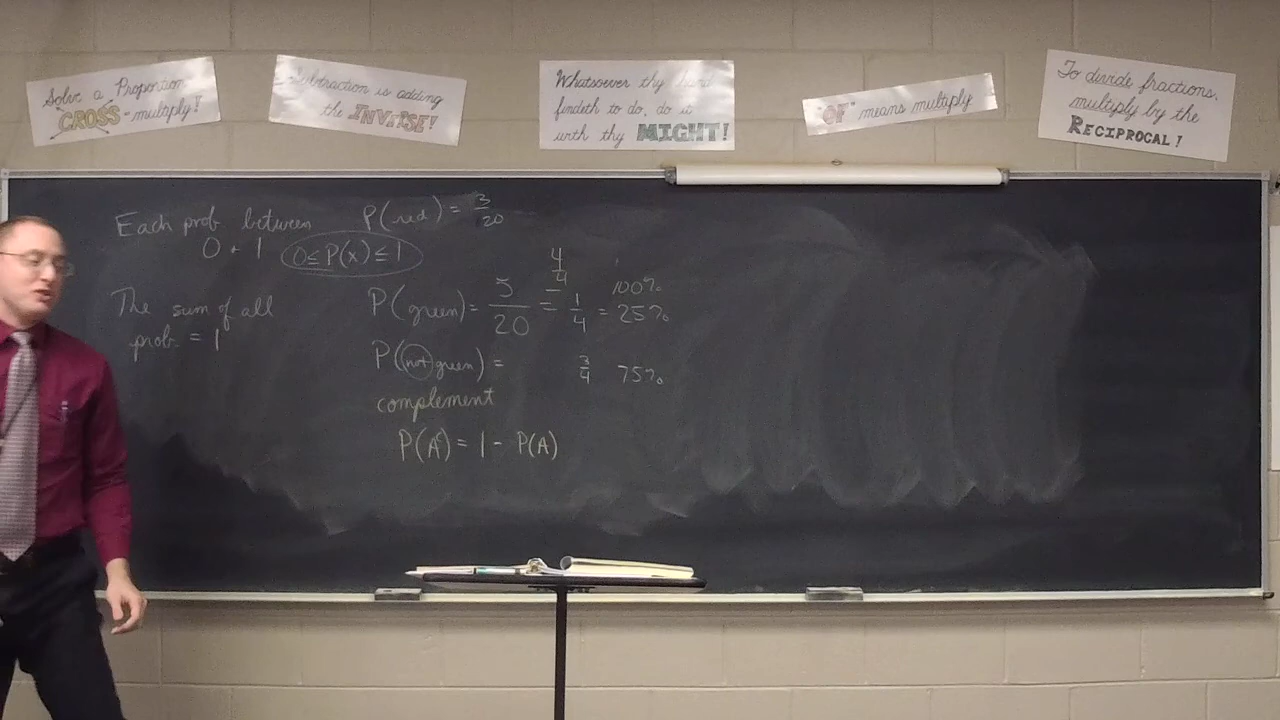 Solve a Proportion
CROSS-multiply!
Subtraction is adding
the INVERSE!
Whatsoever thy hand
findeth to do, do it
with thy MIGHT!
"OF" means multiply
To divide fractions,
multiply by the
RECIPROCAL!
Each prob between
0 + 1 0≤P(x)≤1
The sum of all
prob = 1
P(red) = 3/20
4/4 100%
P(green) = 5/20 = 1/4 = 25%
P(not green) = 3/4 75%
complement
P(A') = 1 - P(A)